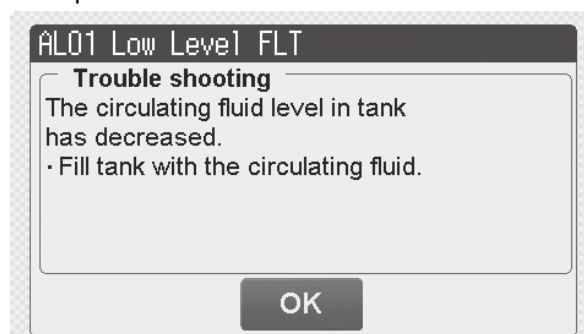 AL01 Low Level FLT
Trouble shooting
The circulating fluid level in tank
has decreased.
· Fill tank with the circulating fluid.
OK